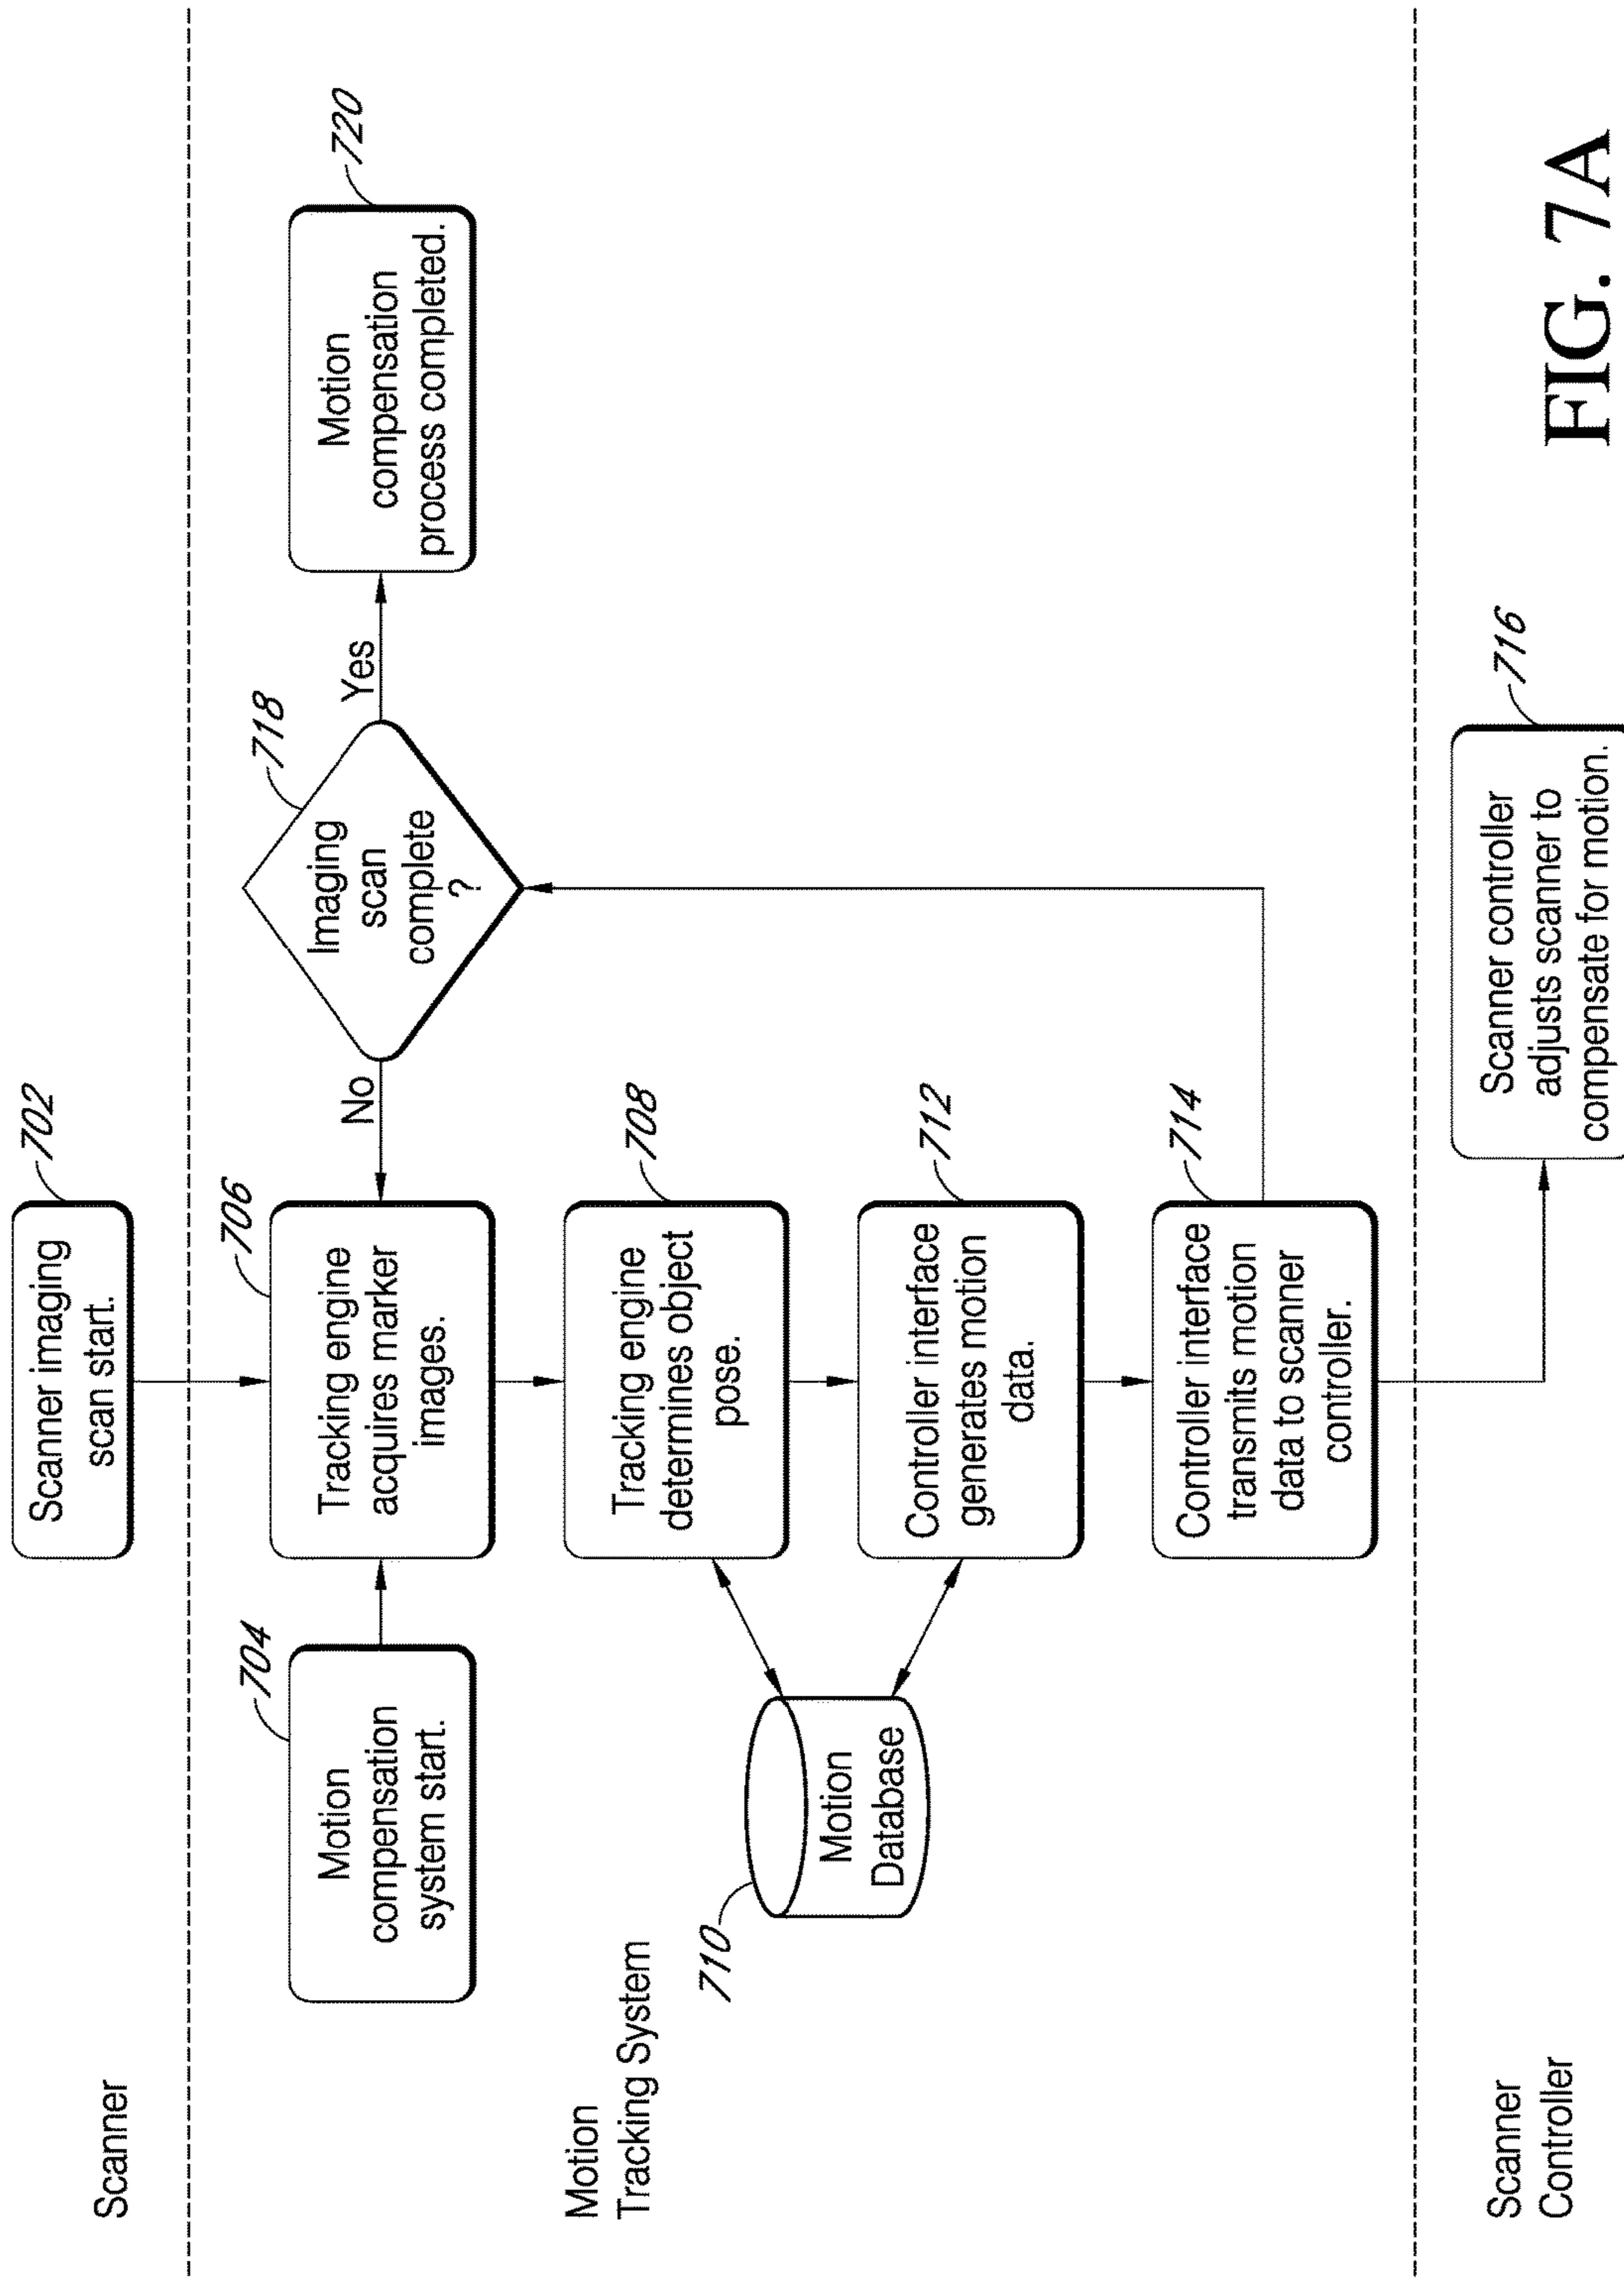 Scanner
Scanner imaging
scan start.
702
Motion
Tracking System
704
Motion
compensation
system start.
706
Tracking engine
acquires marker
images.
No
718
Imaging
scan
complete
?
Yes
720
Motion
compensation
process completed.
708
Tracking engine
determines object
pose.
710
Motion
Database
712
Controller interface
generates motion
data.
714
Controller interface
transmits motion
data to scanner
controller.
Scanner
Controller
716
Scanner controller
adjusts scanner to
compensate for motion.
FIG. 7A